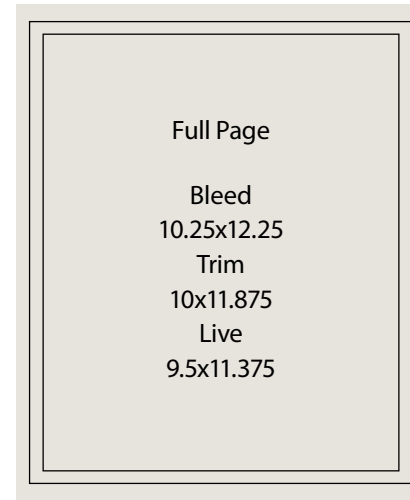 Full Page
Bleed
10.25x12.25
Trim
10x11.875
Live
9.5x11.375